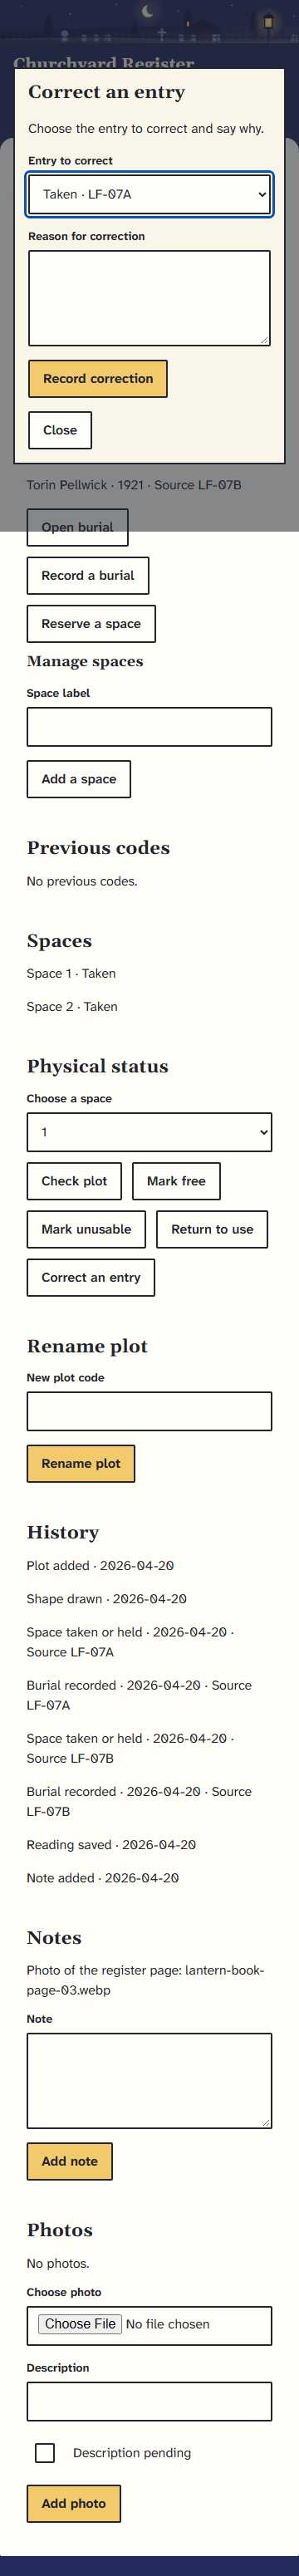 Churchyard Register
Correct an entry
Choose the entry to correct and say why.
Entry to correct
Taken · LF-07A
Reason for correction
Record correction
Close
Torin Pellwick · 1921 · Source LF-07B
Open burial
Record a burial
Reserve a space
Manage spaces
Space label
Add a space
Previous codes
No previous codes.
Spaces
Space 1 · Taken
Space 2 · Taken
Physical status
Choose a space
1
Check plot
Mark free
Mark unusable
Return to use
Correct an entry
Rename plot
New plot code
Rename plot
History
Plot added · 2026-04-20
Shape drawn · 2026-04-20
Space taken or held · 2026-04-20 ·
Source LF-07A
Burial recorded · 2026-04-20 · Source
LF-07A
Space taken or held · 2026-04-20 ·
Source LF-07B
Burial recorded · 2026-04-20 · Source
LF-07B
Reading saved · 2026-04-20
Note added · 2026-04-20
Notes
Photo of the register page: lantern-book-
page-03.webp
Note
Add note
Photos
No photos.
Choose photo
Choose File No file chosen
Description
Description pending
Add photo